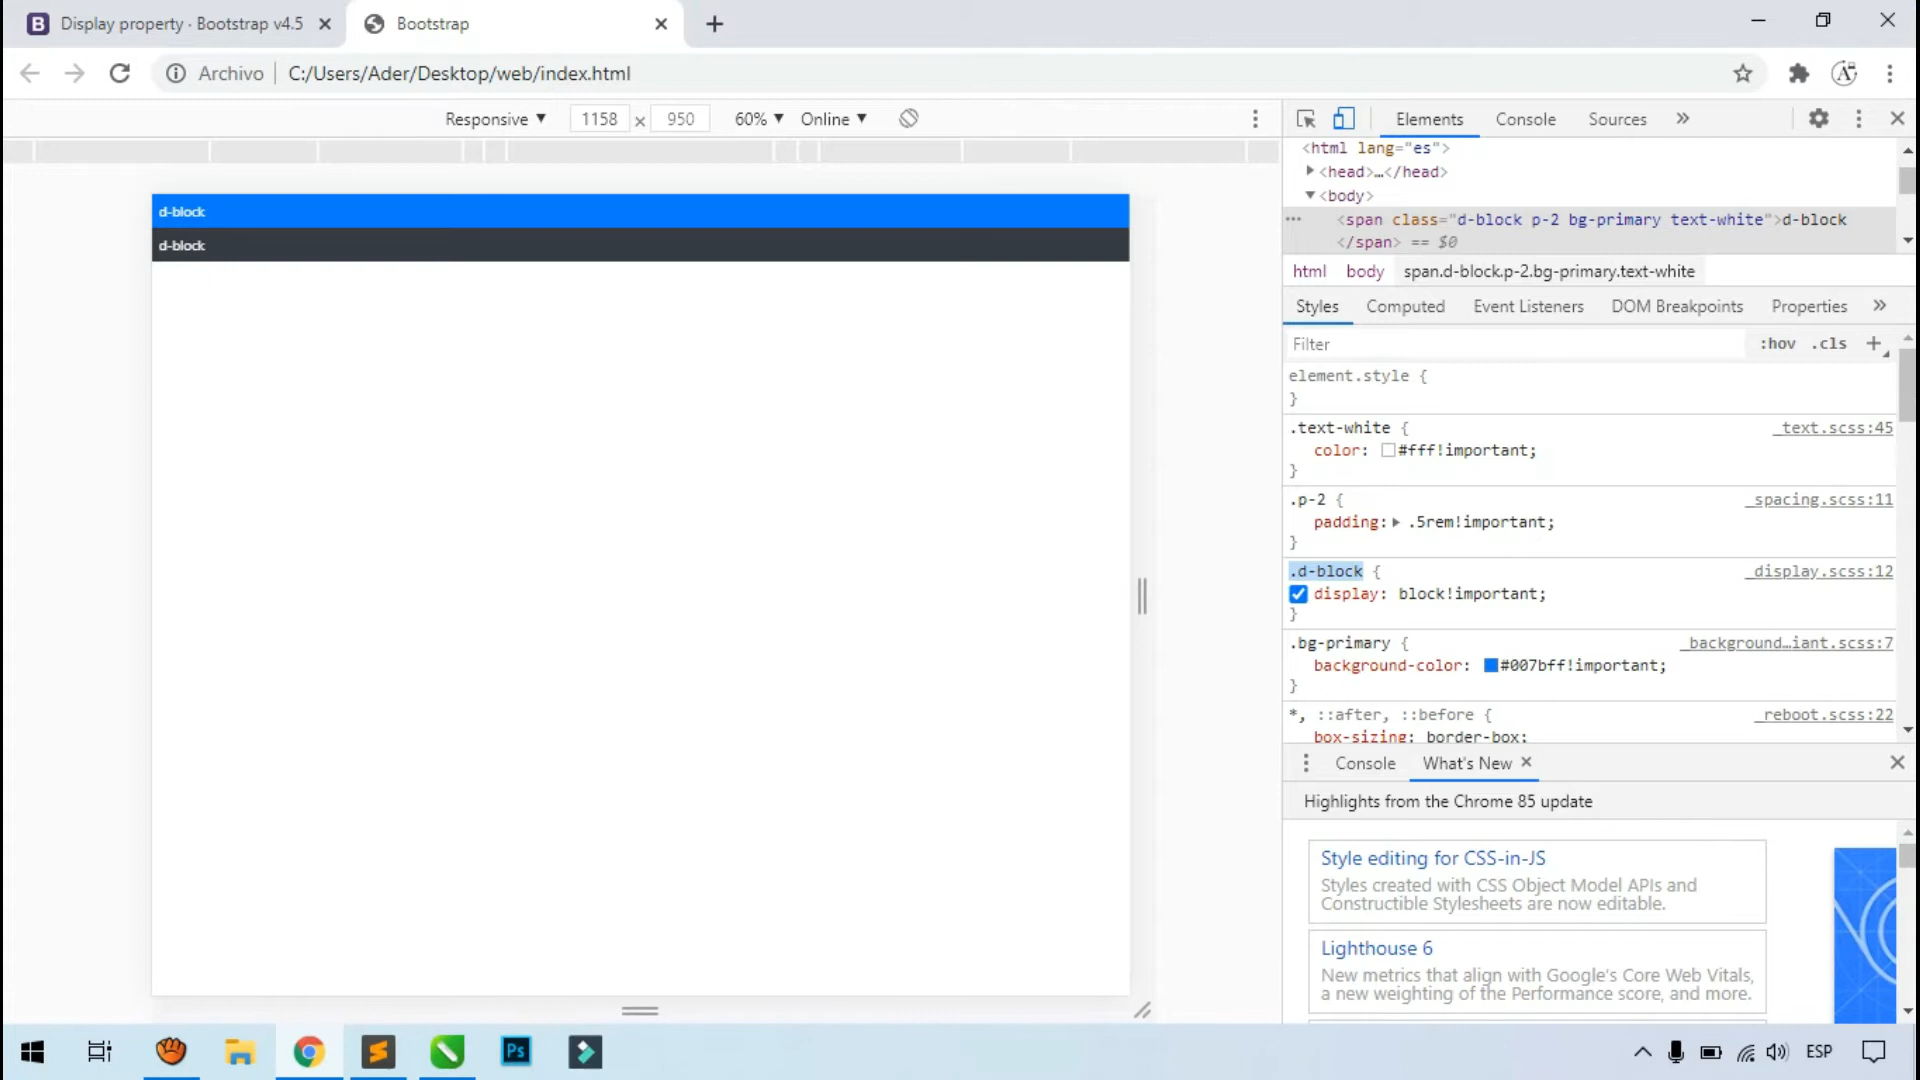 Display property · Bootstrap v4.5
Bootstrap
Archivo
C:/Users/Ader/Desktop/web/index.html
Responsive ▼ 1158 × 950 60% ▼ Online ▼
d-block
d-block
Elements Console Sources »
<html lang="es">
<head>…</head>
<body>
<span class="d-block p-2 bg-primary text-white">d-block
</span> == $0
html body span.d-block.p-2.bg-primary.text-white
Styles Computed Event Listeners DOM Breakpoints Properties »
Filter :hov .cls +
element.style {
}
.text-white { _text.scss:45
color: #fff!important;
}
.p-2 { _spacing.scss:11
padding: .5rem!important;
}
.d-block { _display.scss:12
display: block!important;
}
.bg-primary { _background…iant.scss:7
background-color: #007bff!important;
}
*, ::after, ::before { _reboot.scss:22
box-sizing: border-box;
Console What's New
Highlights from the Chrome 85 update
Style editing for CSS-in-JS
Styles created with CSS Object Model APIs and
Constructible Stylesheets are now editable.
Lighthouse 6
New metrics that align with Google's Core Web Vitals,
a new weighting of the Performance score, and more.
Ps
ESP